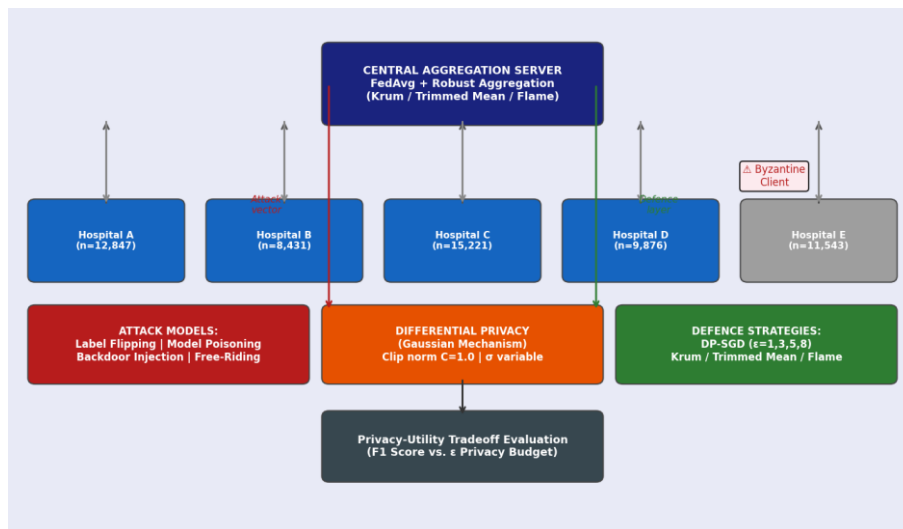 CENTRAL AGGREGATION SERVER
FedAvg + Robust Aggregation
(Krum / Trimmed Mean / Flame)
⚠ Byzantine
Client
Attack
vector
Defence
Hospital A
(n=12,847)
Hospital B
(n=8,431)
Hospital C
(n=15,221)
Hospital D
(n=9,876)
Hospital E
(n=11,543)
ATTACK MODELS:
Label Flipping | Model Poisoning
Backdoor Injection | Free-Riding
DIFFERENTIAL PRIVACY
(Gaussian Mechanism)
Clip norm C=1.0 | σ variable
DEFENCE STRATEGIES:
DP-SGD (ε=1,3,5,8)
Krum / Trimmed Mean / Flame
Privacy-Utility Tradeoff Evaluation
(F1 Score vs. ε Privacy Budget)